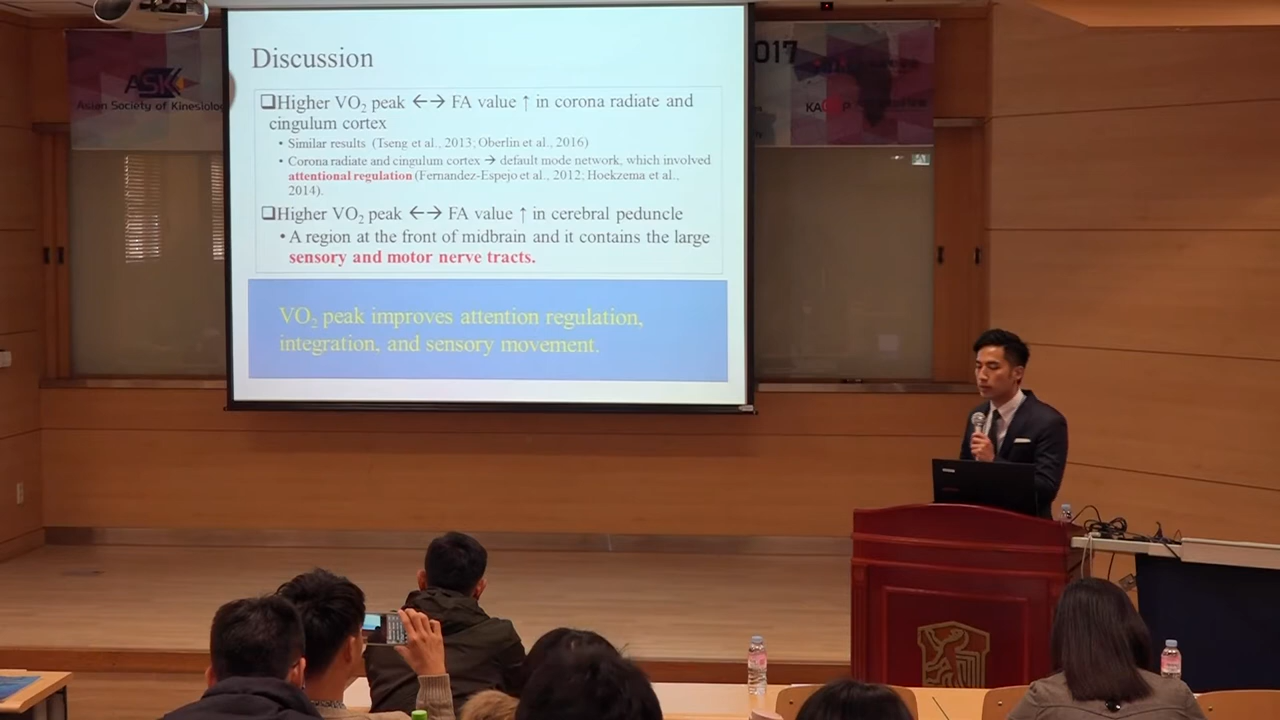 Discussion
❑Higher VO₂ peak ←→ FA value ↑ in corona radiate and
cingulum cortex
• Similar results (Tseng et al., 2013; Oberlin et al., 2016)
• Corona radiate and cingulum cortex → default mode network, which involved
attentional regulation (Fernandez-Espejo et al., 2012; Hoekzema et al.,
2014).
❑Higher VO₂ peak ←→ FA value ↑ in cerebral peduncle
• A region at the front of midbrain and it contains the large
sensory and motor nerve tracts.
VO₂ peak improves attention regulation,
integration, and sensory movement.
ASK
Asian Society of Kinesiolo
017